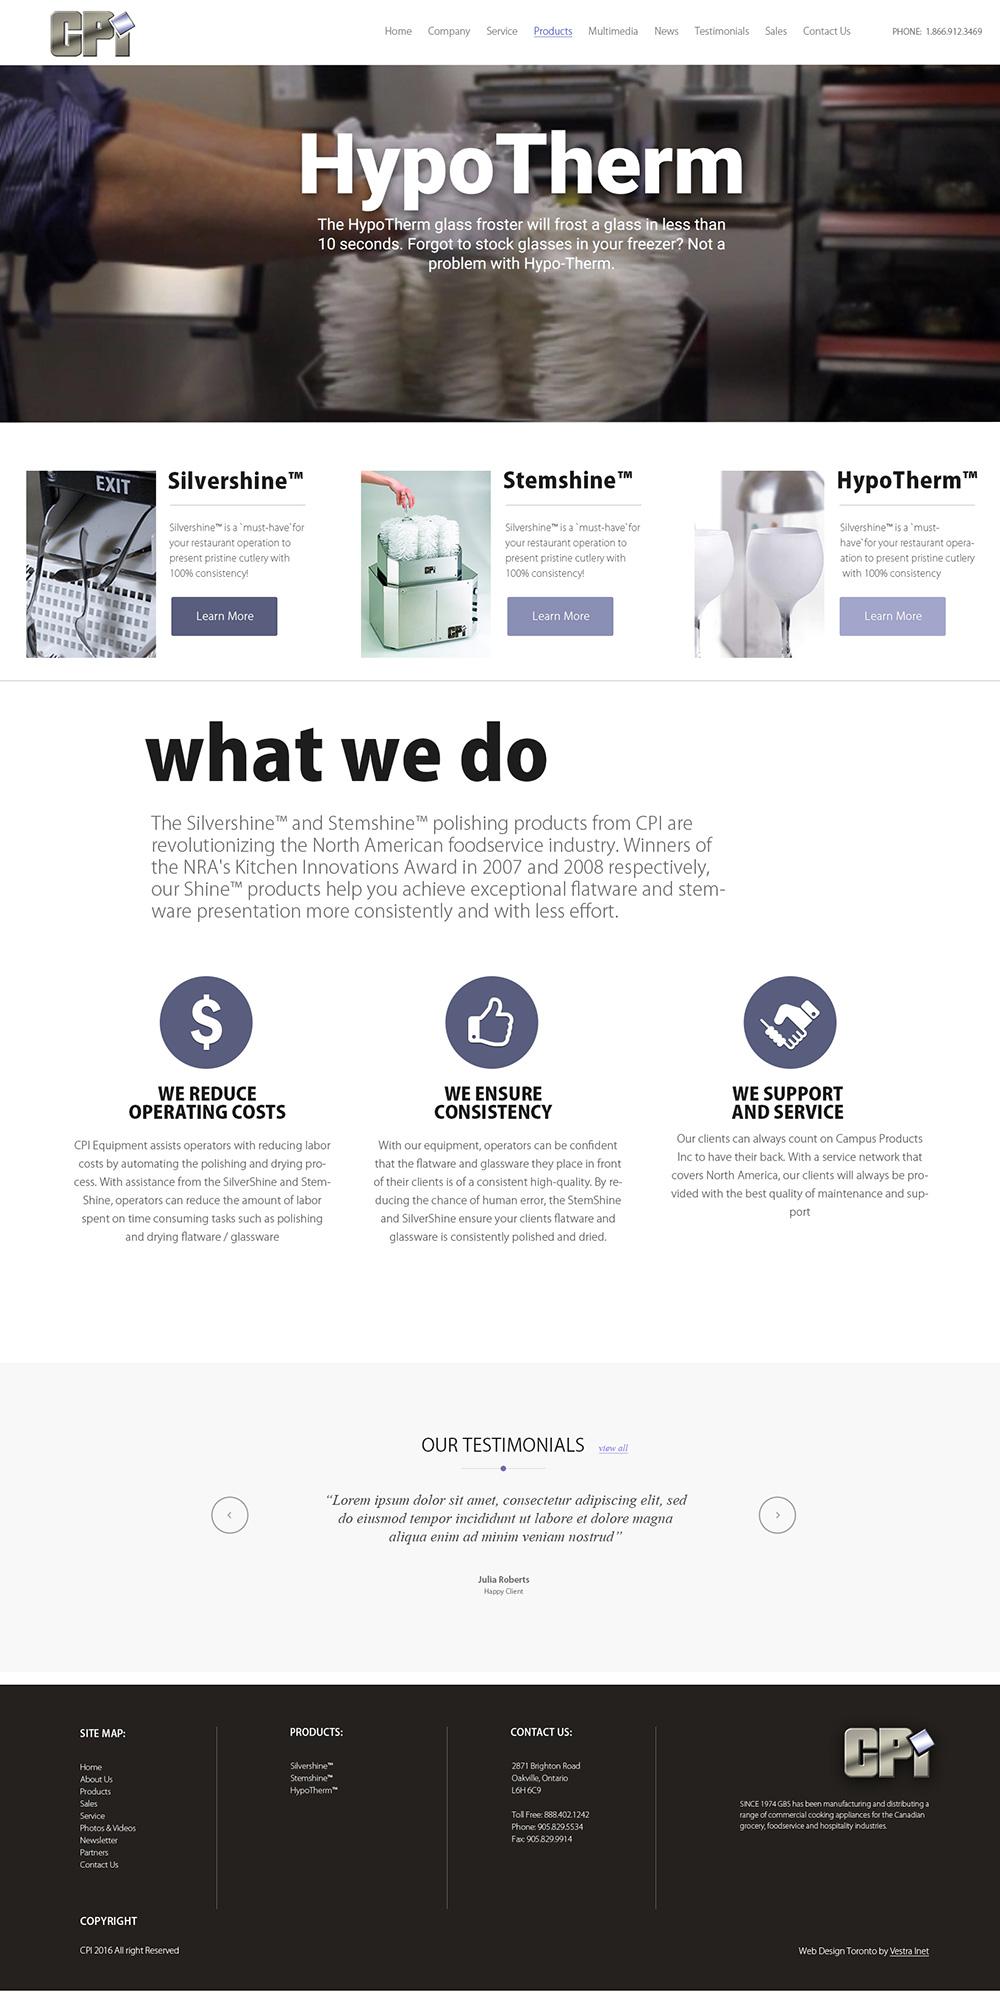 CPi
Home Company Service Products Multimedia News Testimonials Sales Contact Us PHONE: 1.866.912.3469
HypoTherm
The HypoTherm glass froster will frost a glass in less than
10 seconds. Forgot to stock glasses in your freezer? Not a
problem with Hypo-Therm.
EXIT
Silvershine™
Silvershine™ is a `must-have`for
your restaurant operation to
present pristine cutlery with
100% consistency!
Learn More
CPi
CPi
Stemshine™
Silvershine™ is a `must-have`for
your restaurant operation to
present pristine cutlery with
100% consistency!
Learn More
HypoTherm™
Silvershine™ is a `must-
have`for your restaurant opera-
ation to present pristine cutlery
with 100% consistency
Learn More
what we do
The Silvershine™ and Stemshine™ polishing products from CPI are
revolutionizing the North American foodservice industry. Winners of
the NRA's Kitchen Innovations Award in 2007 and 2008 respectively,
our Shine™ products help you achieve exceptional flatware and stem-
ware presentation more consistently and with less effort.
$
WE REDUCE
OPERATING COSTS
CPI Equipment assists operators with reducing labor
costs by automating the polishing and drying pro-
cess. With assistance from the SilverShine and Stem-
Shine, operators can reduce the amount of labor
spent on time consuming tasks such as polishing
and drying flatware / glassware
WE ENSURE
CONSISTENCY
With our equipment, operators can be confident
that the flatware and glassware they place in front
of their clients is of a consistent high-quality. By re-
ducing the chance of human error, the StemShine
and SilverShine ensure your clients flatware and
glassware is consistently polished and dried.
WE SUPPORT
AND SERVICE
Our clients can always count on Campus Products
Inc to have their back. With a service network that
covers North America, our clients will always be pro-
vided with the best quality of maintenance and sup-
port
OUR TESTIMONIALS view all
“Lorem ipsum dolor sit amet, consectetur adipiscing elit, sed
do eiusmod tempor incididunt ut labore et dolore magna
aliqua enim ad minim veniam nostrud”
Julia Roberts
Happy Client
SITE MAP:
Home
About Us
Products
Sales
Service
Photos & Videos
Newsletter
Partners
Contact Us
PRODUCTS:
Silvershine™
Stemshine™
HypoTherm™
CONTACT US:
2871 Brighton Road
Oakville, Ontario
L6H 6C9
Toll Free: 888.402.1242
Phone: 905.829.5534
Fax: 905.829.9914
CPi
SINCE 1974 GBS has been manufacturing and distributing a
range of commercial cooking appliances for the Canadian
grocery, foodservice and hospitality industries.
COPYRIGHT
CPI 2016 All right Reserved
Web Design Toronto by Vestra Inet